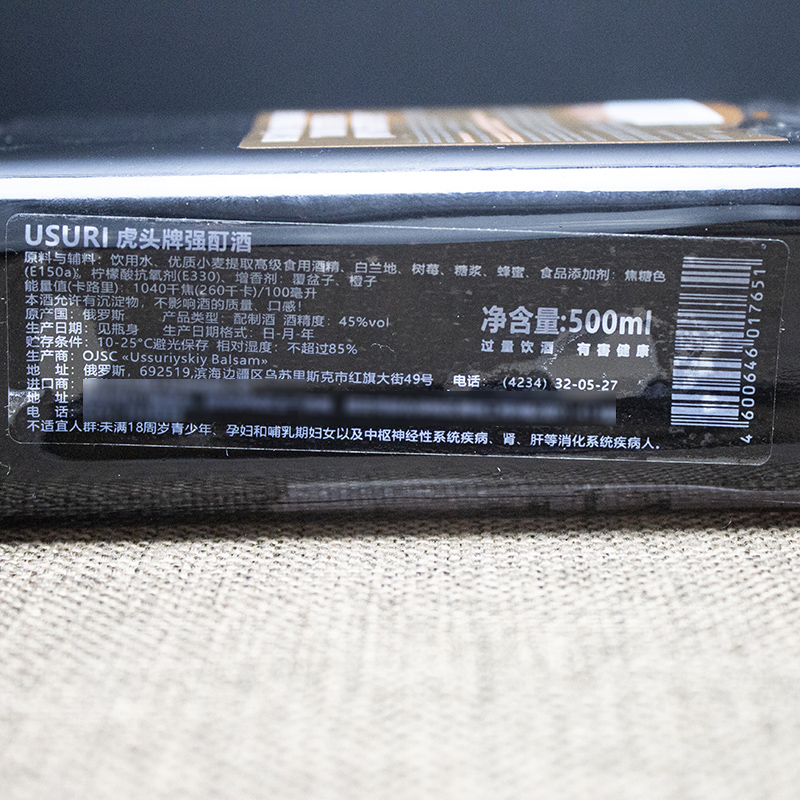 USURI 虎头牌强酊酒
原料与辅料：饮用水、优质小麦提取高级食用酒精、白兰地、树莓、糖浆、蜂蜜、食品添加剂：焦糖色
(E150a)，柠檬酸抗氧剂(E330)、增香剂：覆盆子、橙子
能量值(卡路里)：1040千焦(260千卡)/100毫升
本酒允许有沉淀物，不影响酒的质量、口感！
原产国：俄罗斯 产品类型：配制酒 酒精度：45%vol
生产日期：见瓶身 生产日期格式：日-月-年
贮存条件：10-25°C避光保存 相对湿度：不超过85%
生产商：OJSC «Ussuriyskiy Balsam»
地 址：俄罗斯，692519,滨海边疆区乌苏里斯克市红旗大街49号 电话：(4234) 32-05-27
进口商：
地 址：
电 话：
不适宜人群:未满18周岁青少年、孕妇和哺乳期妇女以及中枢神经性系统疾病、肾、肝等消化系统疾病人。
净含量:500ml
过量饮酒 有害健康
4 600646 017651